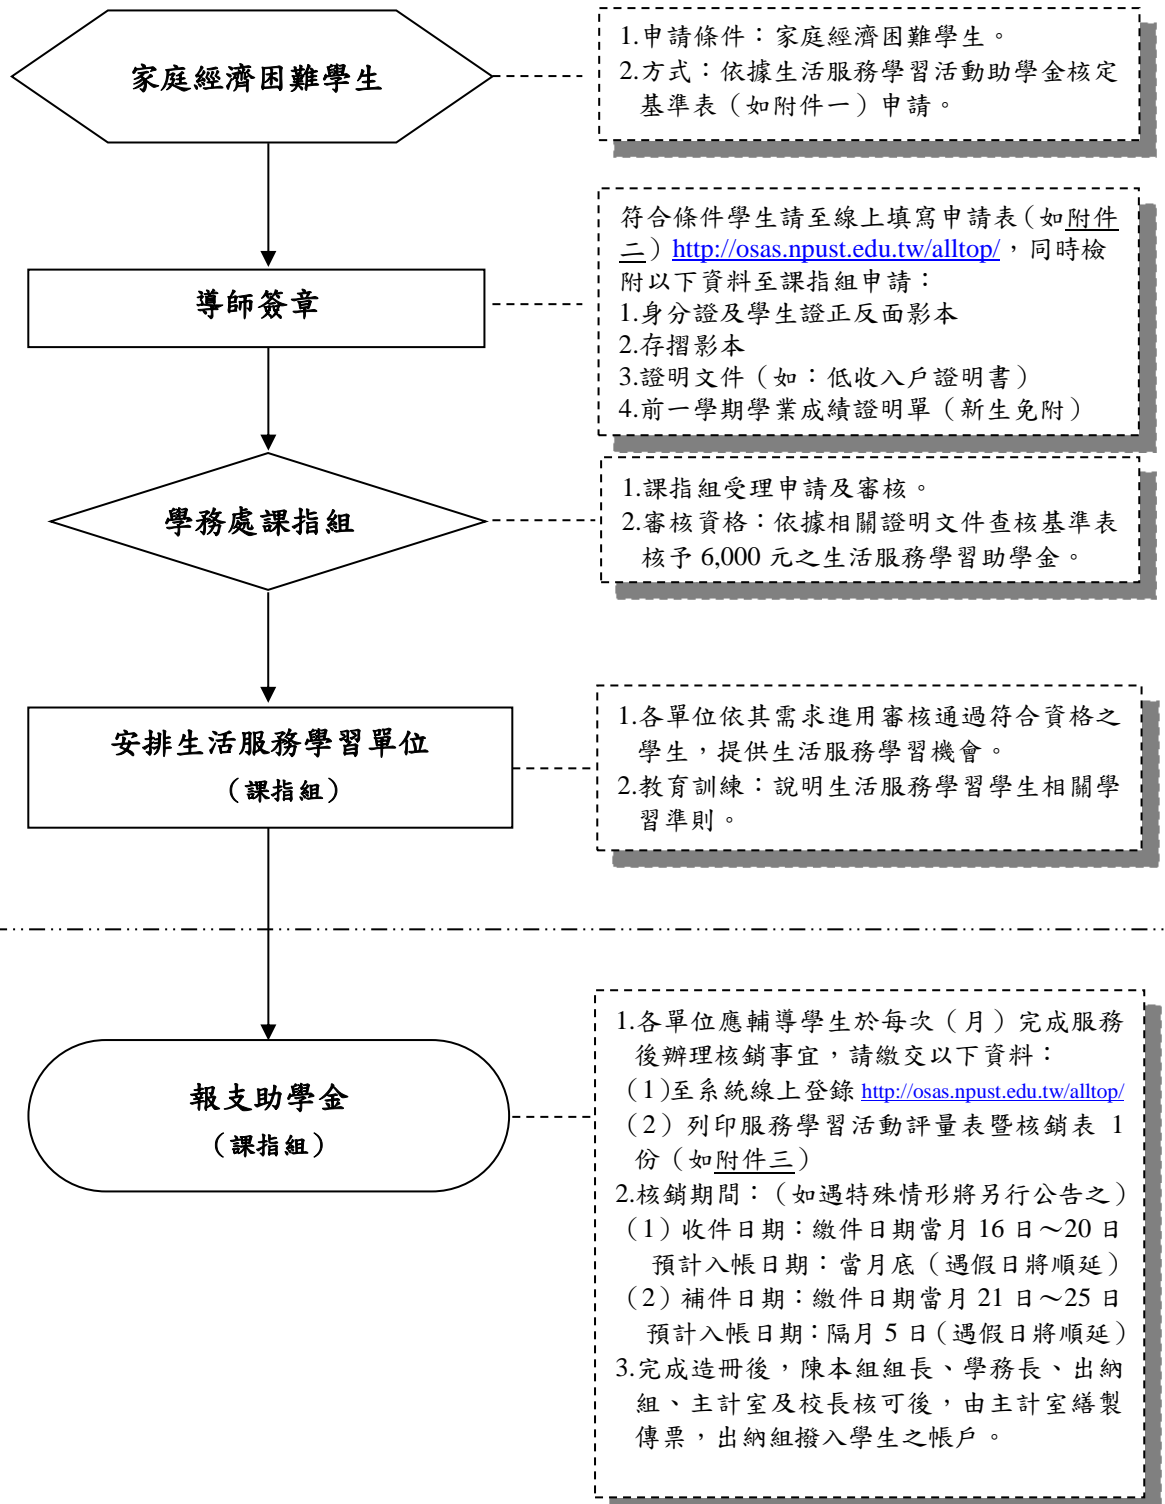 家庭經濟困難學生
1.申請條件：家庭經濟困難學生。
2.方式：依據生活服務學習活動助學金核定
基準表（如附件一）申請。
導師簽章
符合條件學生請至線上填寫申請表（如附件
二）http://osas.npust.edu.tw/alltop/，同時檢
附以下資料至課指組申請：
1.身分證及學生證正反面影本
2.存摺影本
3.證明文件（如：低收入戶證明書）
4.前一學期學業成績證明單（新生免附）
學務處課指組
1.課指組受理申請及審核。
2.審核資格：依據相關證明文件查核基準表
核予 6,000 元之生活服務學習助學金。
安排生活服務學習單位
（課指組）
1.各單位依其需求進用審核通過符合資格之
學生，提供生活服務學習機會。
2.教育訓練：說明生活服務學習學生相關學
習準則。
報支助學金
（課指組）
1.各單位應輔導學生於每次（月）完成服務
後辦理核銷事宜，請繳交以下資料：
（1）至系統線上登錄 http://osas.npust.edu.tw/alltop/
（2）列印服務學習活動評量表暨核銷表 1
份（如附件三）
2.核銷期間：（如遇特殊情形將另行公告之）
（1）收件日期：繳件日期當月 16 日～20 日
預計入帳日期：當月底（遇假日將順延）
（2）補件日期：繳件日期當月 21 日～25 日
預計入帳日期：隔月 5 日（遇假日將順延）
3.完成造冊後，陳本組組長、學務長、出納
組、主計室及校長核可後，由主計室繕製
傳票，出納組撥入學生之帳戶。